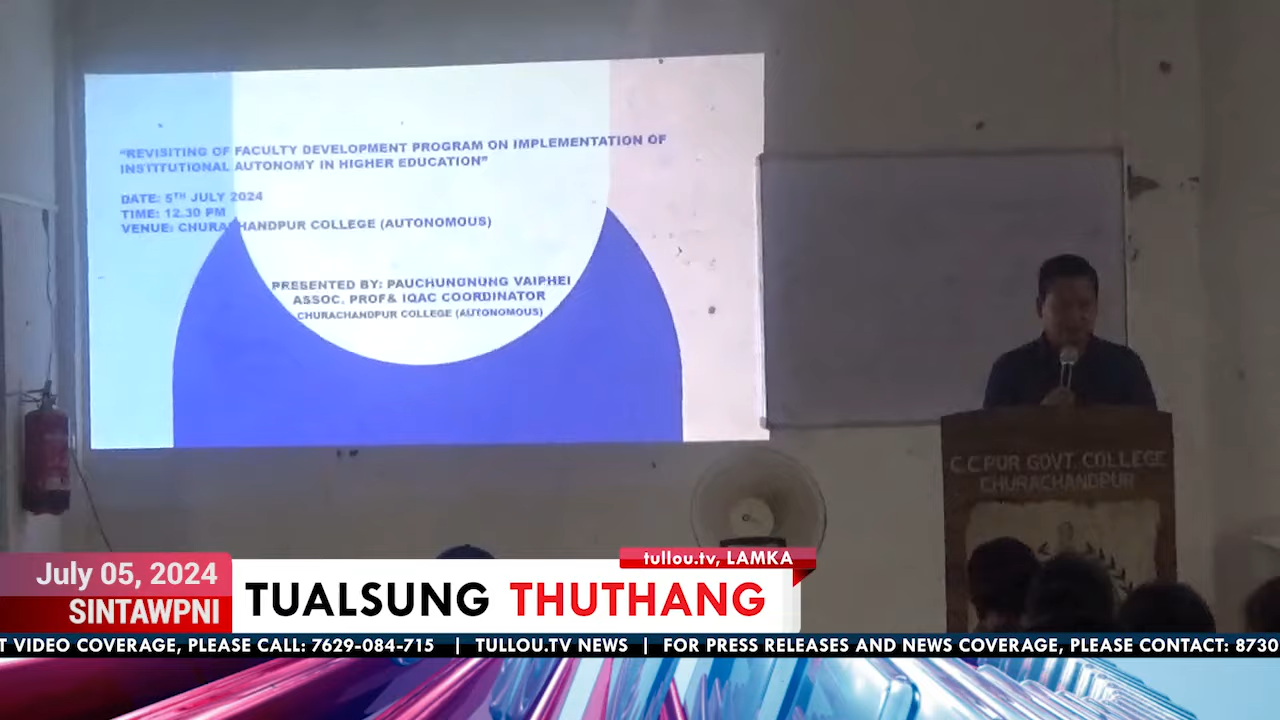 "REVISITING OF FACULTY DEVELOPMENT PROGRAM ON IMPLEMENTATION OF
INSTITUTIONAL AUTONOMY IN HIGHER EDUCATION"
DATE: 5TH JULY 2024
TIME: 12.30 PM
VENUE: CHURACHANDPUR COLLEGE (AUTONOMOUS)
PRESENTED BY: PAUCHUNGNUNG VAIPHEI
ASSOC. PROF& IQAC COORDINATOR
CHURACHANDPUR COLLEGE (AUTONOMOUS)
C.C.PUR GOVT. COLLEGE
CHURACHANDPUR
tullou.tv, LAMKA
July 05, 2024
SINTAWPNI
TUALSUNG THUTHANG
T VIDEO COVERAGE, PLEASE CALL: 7629-084-715 | TULLOU.TV NEWS | FOR PRESS RELEASES AND NEWS COVERAGE, PLEASE CONTACT: 8730